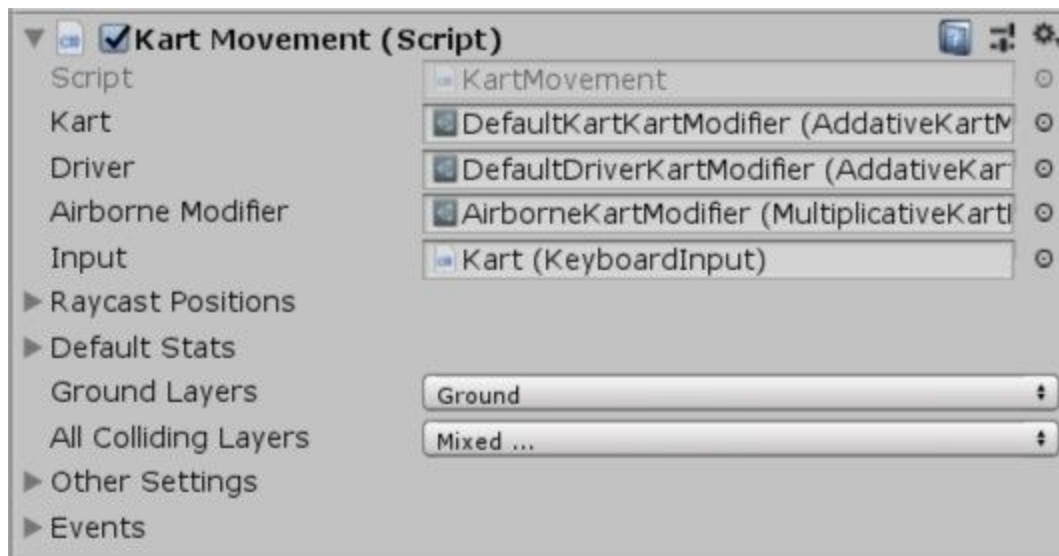 Kart Movement (Script)
Script KartMovement
Kart DefaultKartKartModifier (AddativeKartM
Driver DefaultDriverKartModifier (AddativeKar
Airborne Modifier AirborneKartModifier (MultiplicativeKart
Input Kart (KeyboardInput)
Raycast Positions
Default Stats
Ground Layers Ground
All Colliding Layers Mixed ...
Other Settings
Events